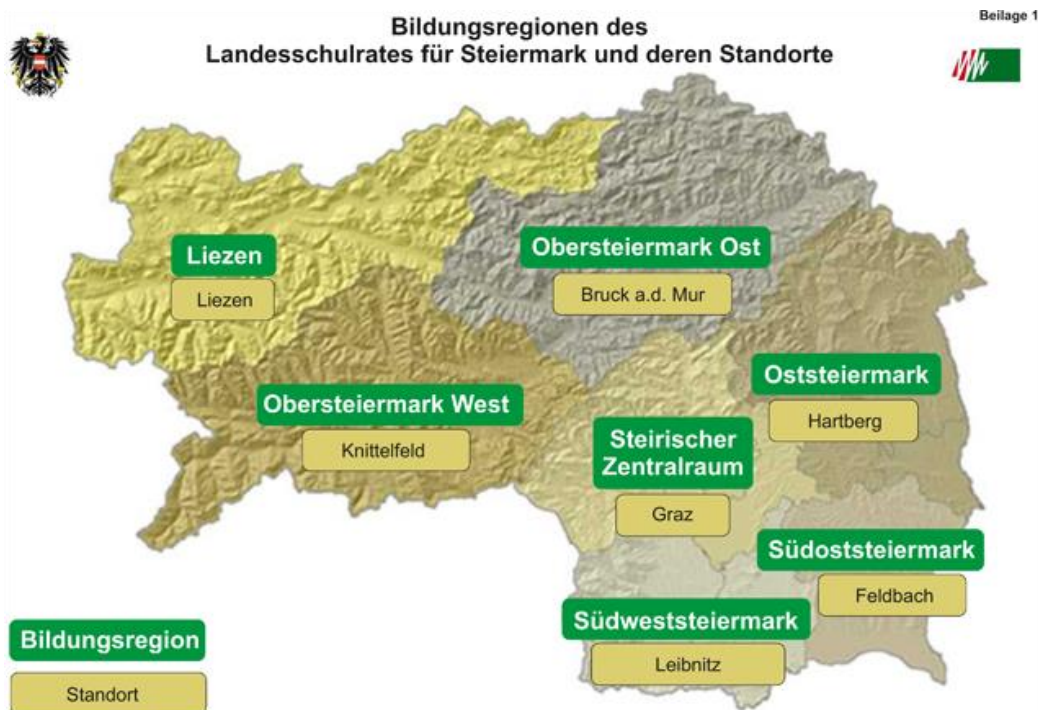 Beilage 1
Bildungsregionen des
Landesschulrates für Steiermark und deren Standorte
Liezen
Liezen
Obersteiermark Ost
Bruck a.d. Mur
Obersteiermark West
Knittelfeld
Oststeiermark
Hartberg
Steirischer
Zentralraum
Graz
Südoststeiermark
Feldbach
Südweststeiermark
Leibnitz
Bildungsregion
Standort